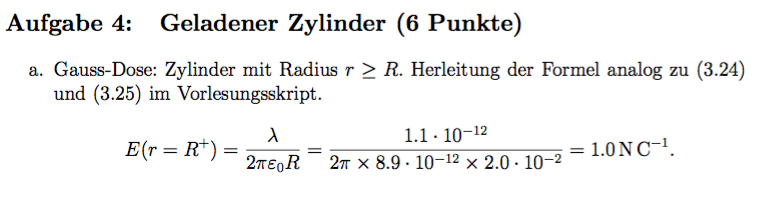 Aufgabe 4: Geladener Zylinder (6 Punkte)
a. Gauss-Dose: Zylinder mit Radius r ≥ R. Herleitung der Formel analog zu (3.24)
und (3.25) im Vorlesungsskript.
E(r = R⁺) = λ / (2πε₀R) = 1.1 · 10⁻¹² / (2π × 8.9 · 10⁻¹² × 2.0 · 10⁻²) = 1.0 N C⁻¹.